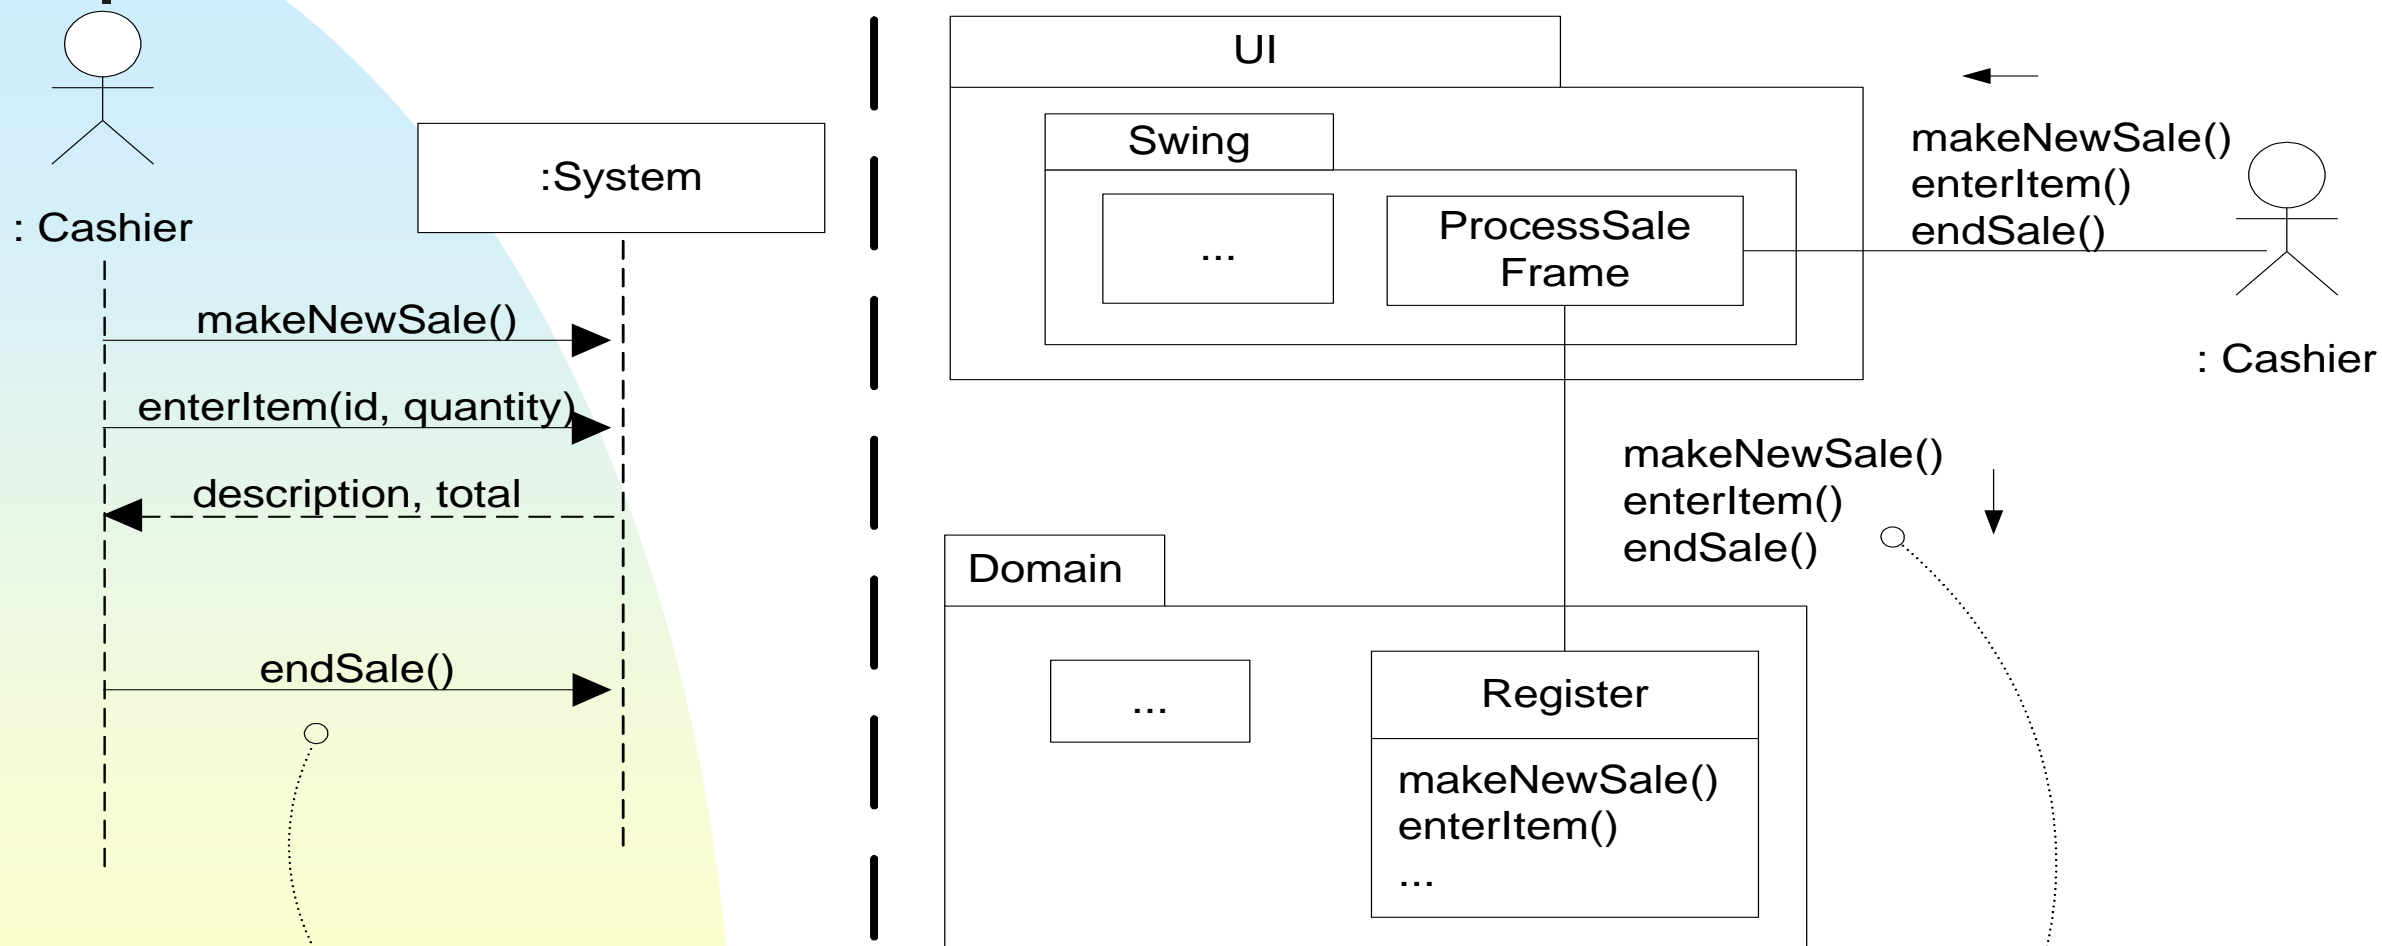 : Cashier
:System
makeNewSale()
enterItem(id, quantity)
description, total
endSale()
UI
Swing
...
ProcessSale
Frame
makeNewSale()
enterItem()
endSale()
: Cashier
makeNewSale()
enterItem()
endSale()
Domain
...
Register
makeNewSale()
enterItem()
...